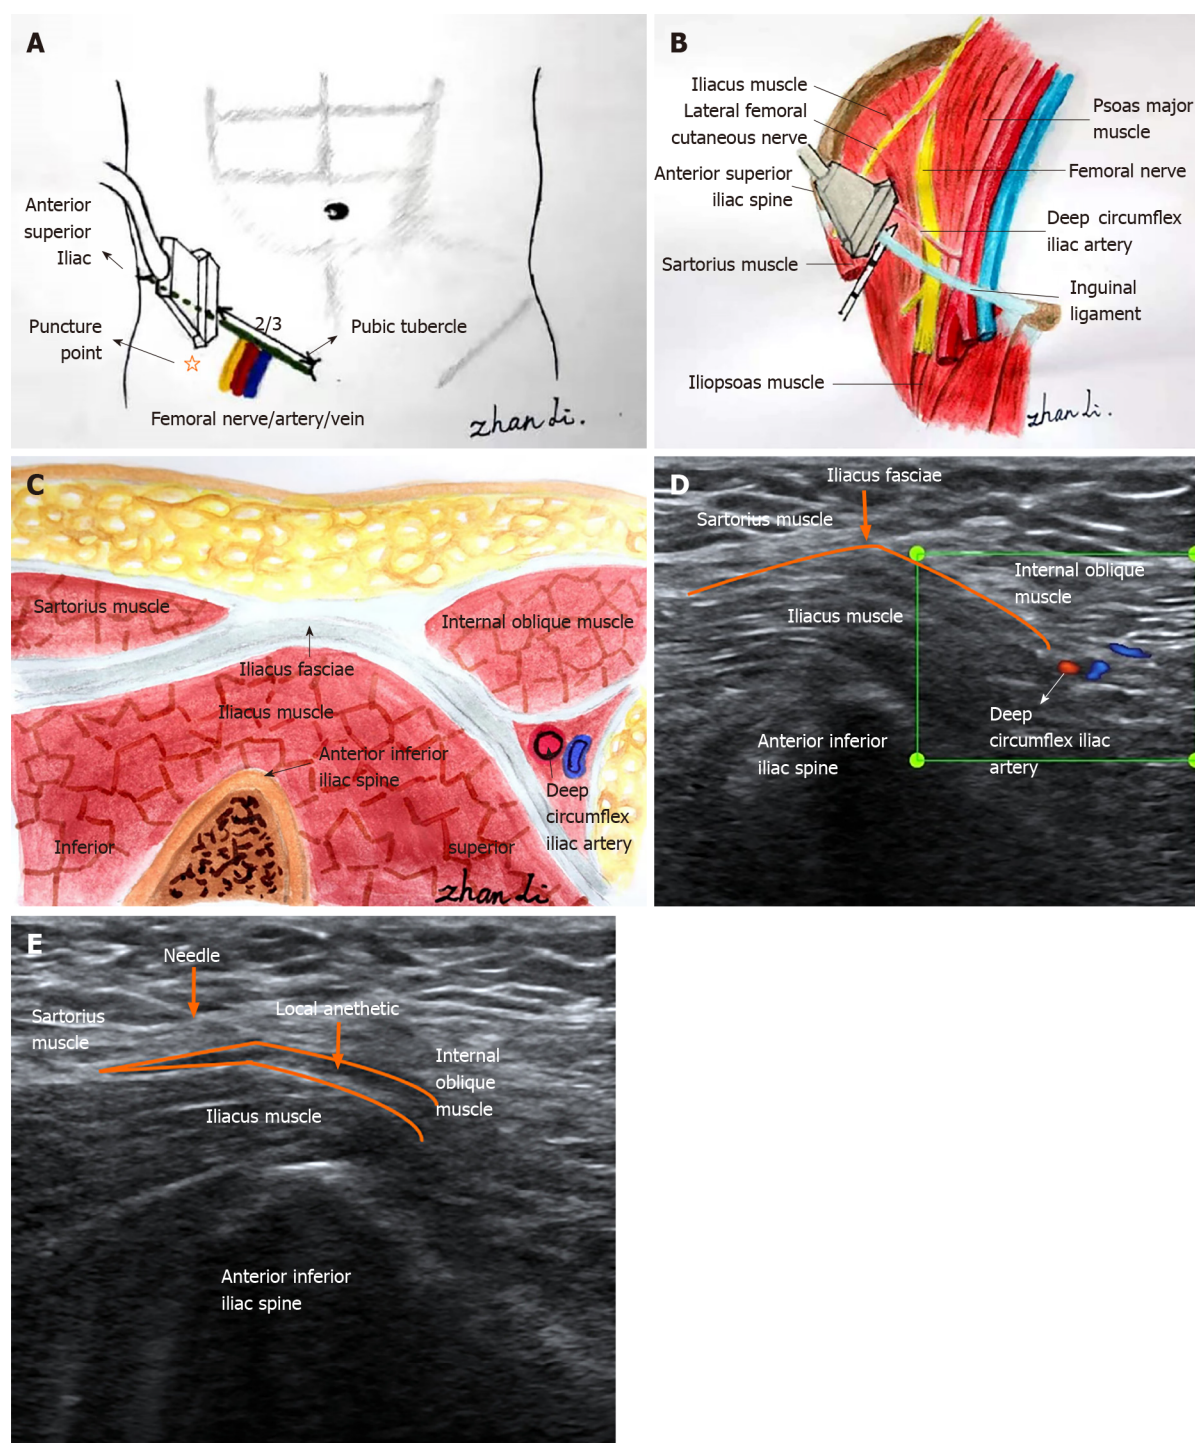 A
Anterior
superior
Iliac
Puncture
point
2/3
Pubic tubercle
Femoral nerve/artery/vein
zhan Li.
B
Iliacus muscle
Lateral femoral
cutaneous nerve
Anterior superior
iliac spine
Sartorius muscle
Iliopsoas muscle
Psoas major
muscle
Femoral nerve
Deep circumflex
iliac artery
Inguinal
ligament
zhan Li.
C
Sartorius muscle
Internal oblique muscle
Iliacus fasciae
Iliacus muscle
Anterior inferior
iliac spine
Deep
circumflex
iliac artery
Inferior
superior
zhan Li
D
Iliacus fasciae
Sartorius muscle
Internal oblique
muscle
Iliacus muscle
Deep
circumflex iliac
artery
Anterior inferior
iliac spine
E
Needle
Local anethetic
Sartorius
muscle
Internal
oblique
muscle
Iliacus muscle
Anterior inferior
iliac spine